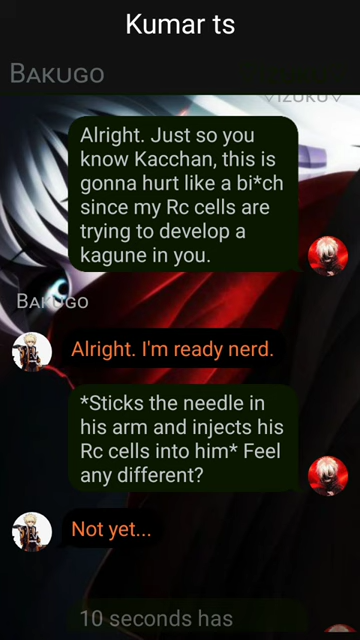 Kumar ts
BAKUGO
♡IZUKU♡
Alright. Just so you
know Kacchan, this is
gonna hurt like a bi*ch
since my Rc cells are
trying to develop a
kagune in you.
BAKUGO
Alright. I'm ready nerd.
*Sticks the needle in
his arm and injects his
Rc cells into him* Feel
any different?
Not yet...
10 seconds has